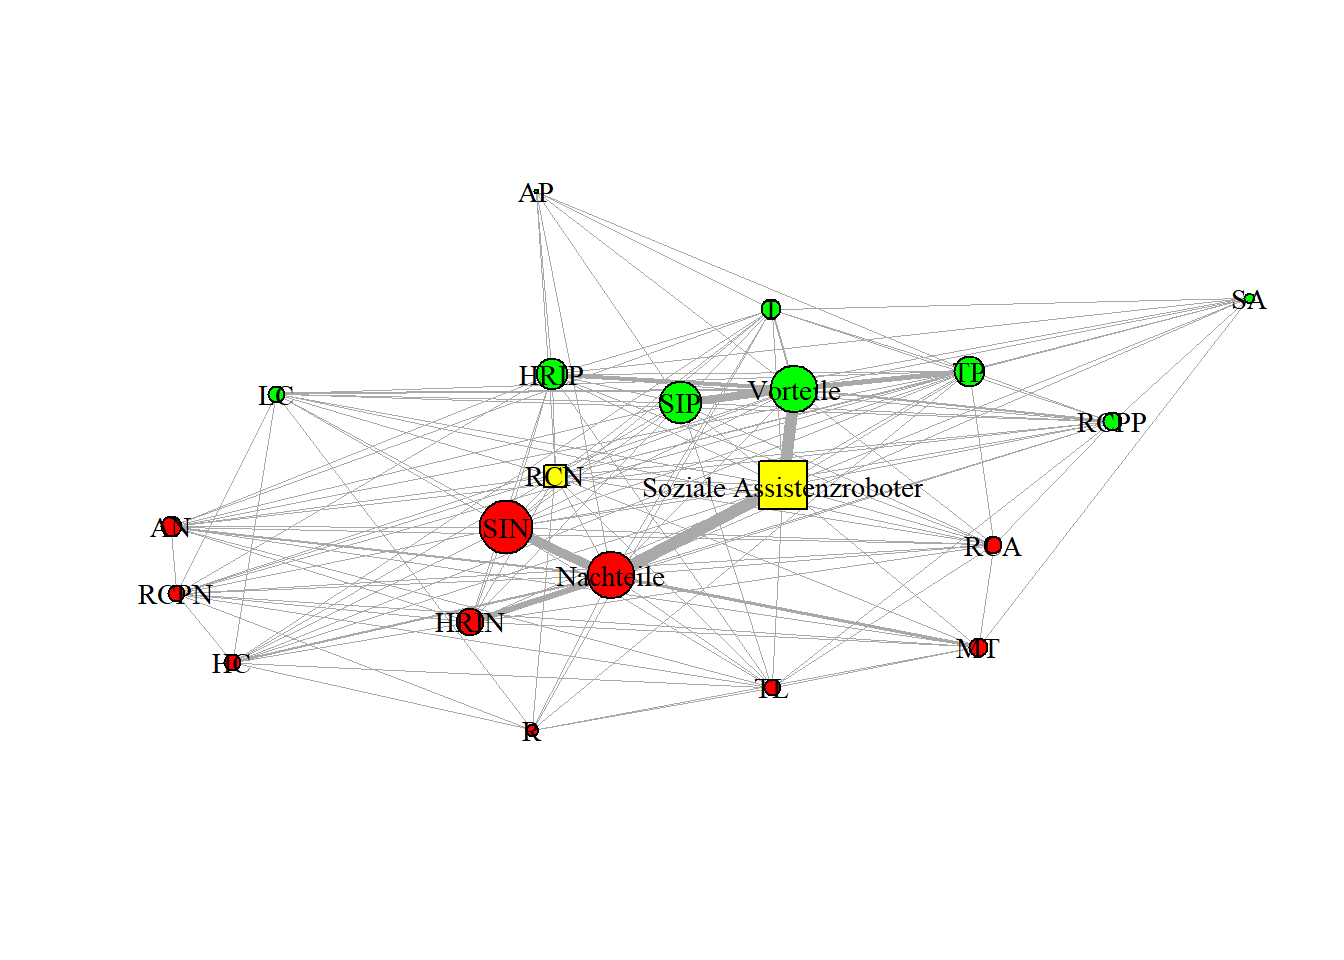 AP
SA
I
HRIP
TP
Vorteile
LC
SIP
RCPP
RCN
Soziale Assistenzroboter
AN
SIN
RCA
Nachteile
RCPN
HRIN
MT
HC
TL
R